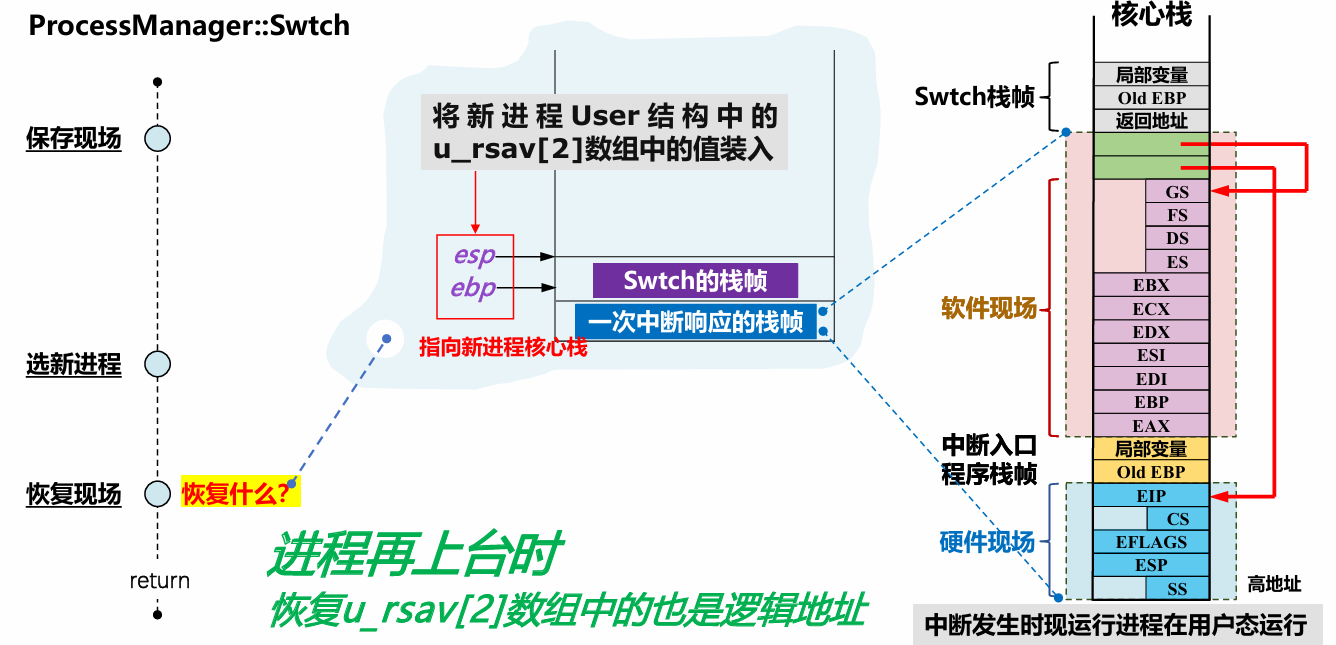 ProcessManager::Swtch
保存现场
选新进程
恢复现场
恢复什么?
return
将新进程User结构中的
u_rsav[2]数组中的值装入
esp
ebp
Swtch的栈帧
一次中断响应的栈帧
指向新进程核心栈
进程再上台时
恢复u_rsav[2]数组中的也是逻辑地址
核心栈
Swtch栈帧
局部变量
Old EBP
返回地址
软件现场
GS
FS
DS
ES
EBX
ECX
EDX
ESI
EDI
EBP
EAX
中断入口
程序栈帧
局部变量
Old EBP
硬件现场
EIP
CS
EFLAGS
ESP
SS
高地址
中断发生时现运行进程在用户态运行